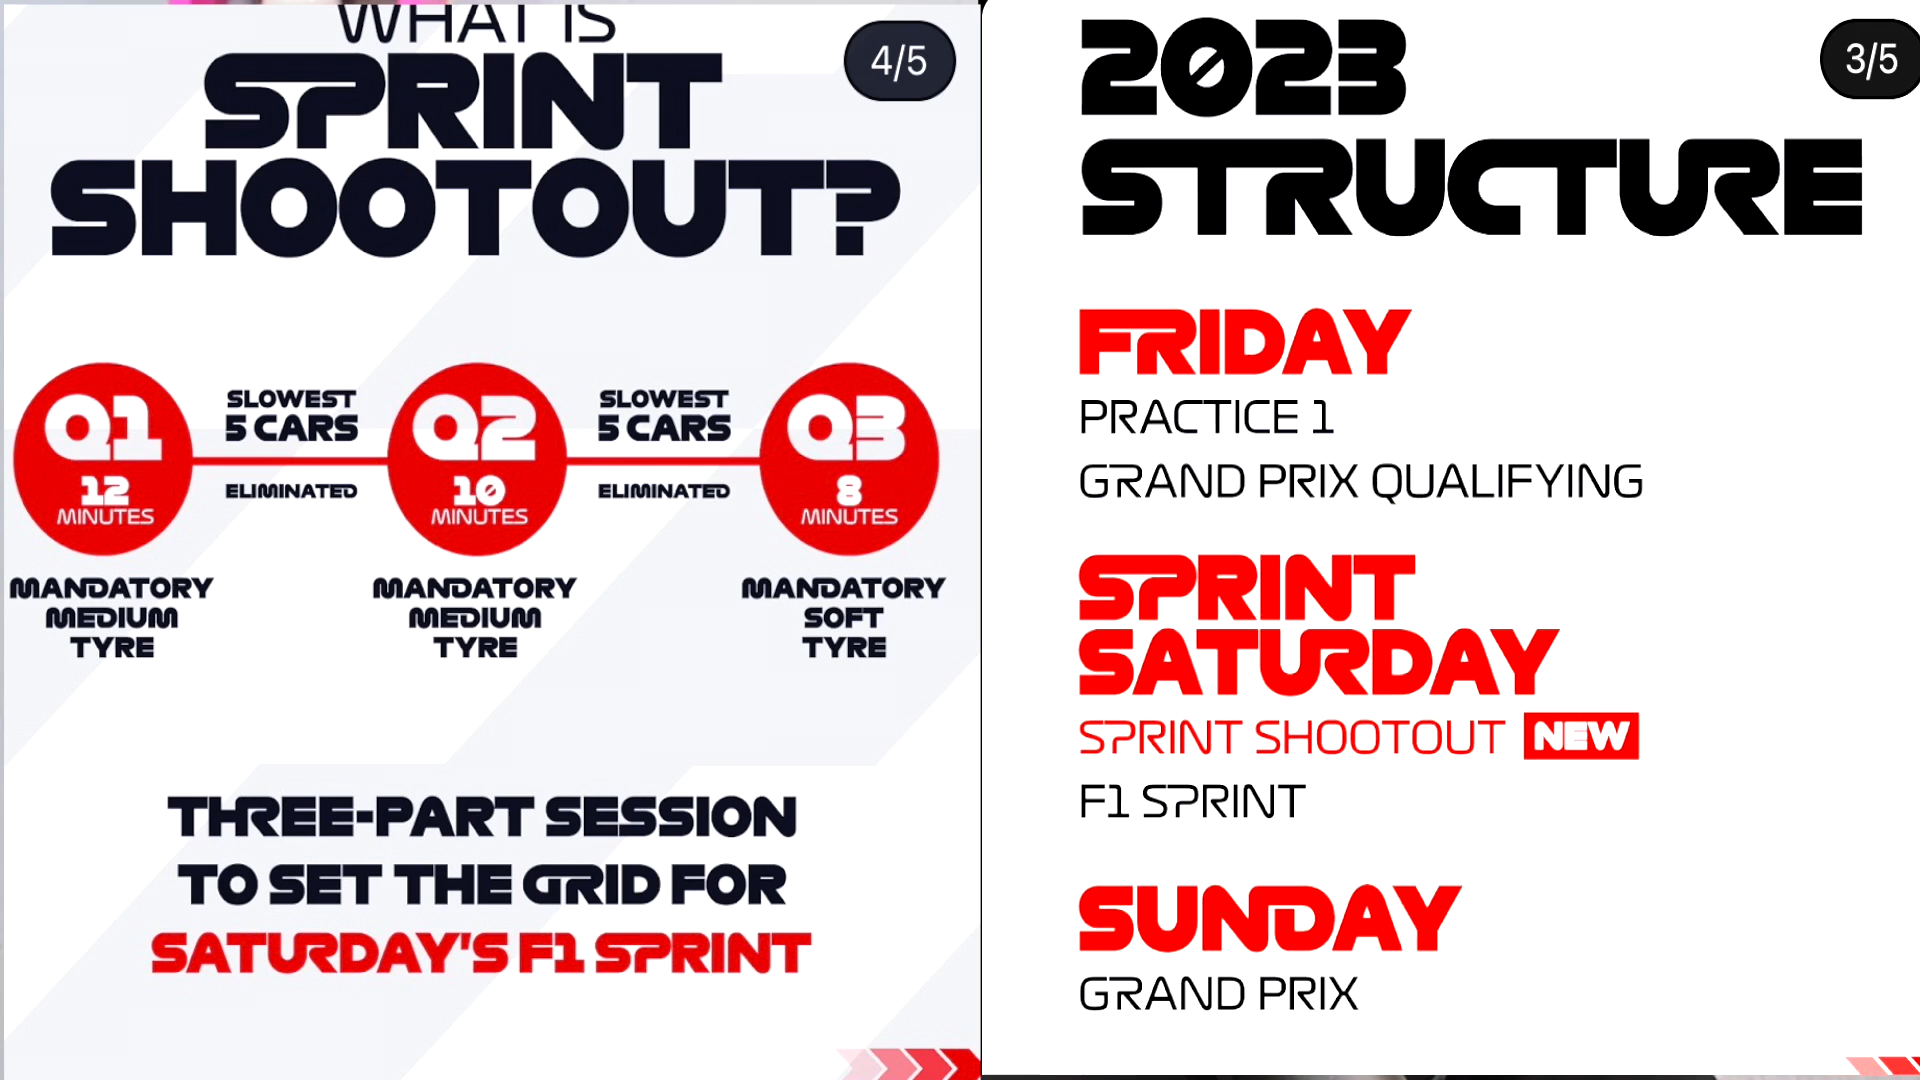 WHAT IS
SPRINT
SHOOTOUT?
4/5
Q1
12
MINUTES
SLOWEST
5 CARS
ELIMINATED
Q2
10
MINUTES
SLOWEST
5 CARS
ELIMINATED
Q3
8
MINUTES
MANDATORY
MEDIUM
TYRE
MANDATORY
MEDIUM
TYRE
MANDATORY
SOFT
TYRE
THREE-PART SESSION
TO SET THE GRID FOR
SATURDAY'S F1 SPRINT
2023
STRUCTURE
3/5
FRIDAY
PRACTICE 1
GRAND PRIX QUALIFYING
SPRINT
SATURDAY
SPRINT SHOOTOUT NEW
F1 SPRINT
SUNDAY
GRAND PRIX